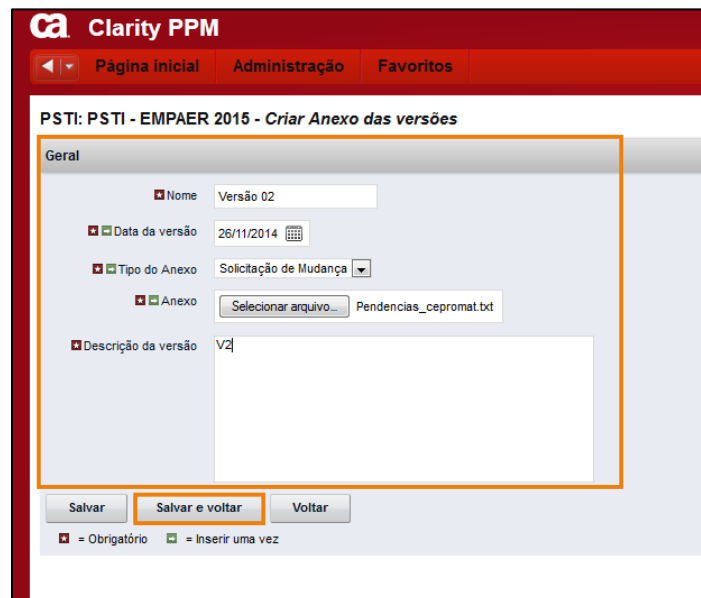 ca Clarity PPM
Página inicial Administração Favoritos
PSTI: PSTI - EMPAER 2015 - Criar Anexo das versões
Geral
Nome Versão 02
Data da versão 26/11/2014
Tipo do Anexo Solicitação de Mudança
Anexo Selecionar arquivo... Pendencias_cepromat.txt
Descrição da versão V2
Salvar Salvar e voltar Voltar
= Obrigatório = Inserir uma vez